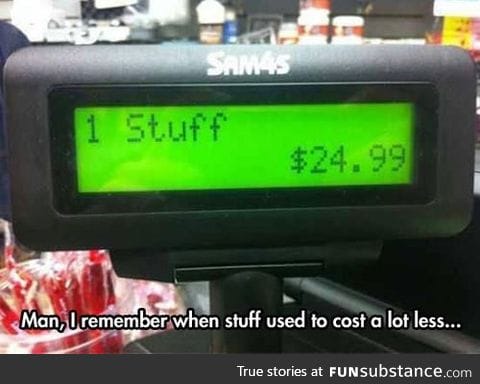 SAM4S
1 Stuff
$24.99
Man, I remember when stuff used to cost a lot less...
True stories at FUNsubstance.com